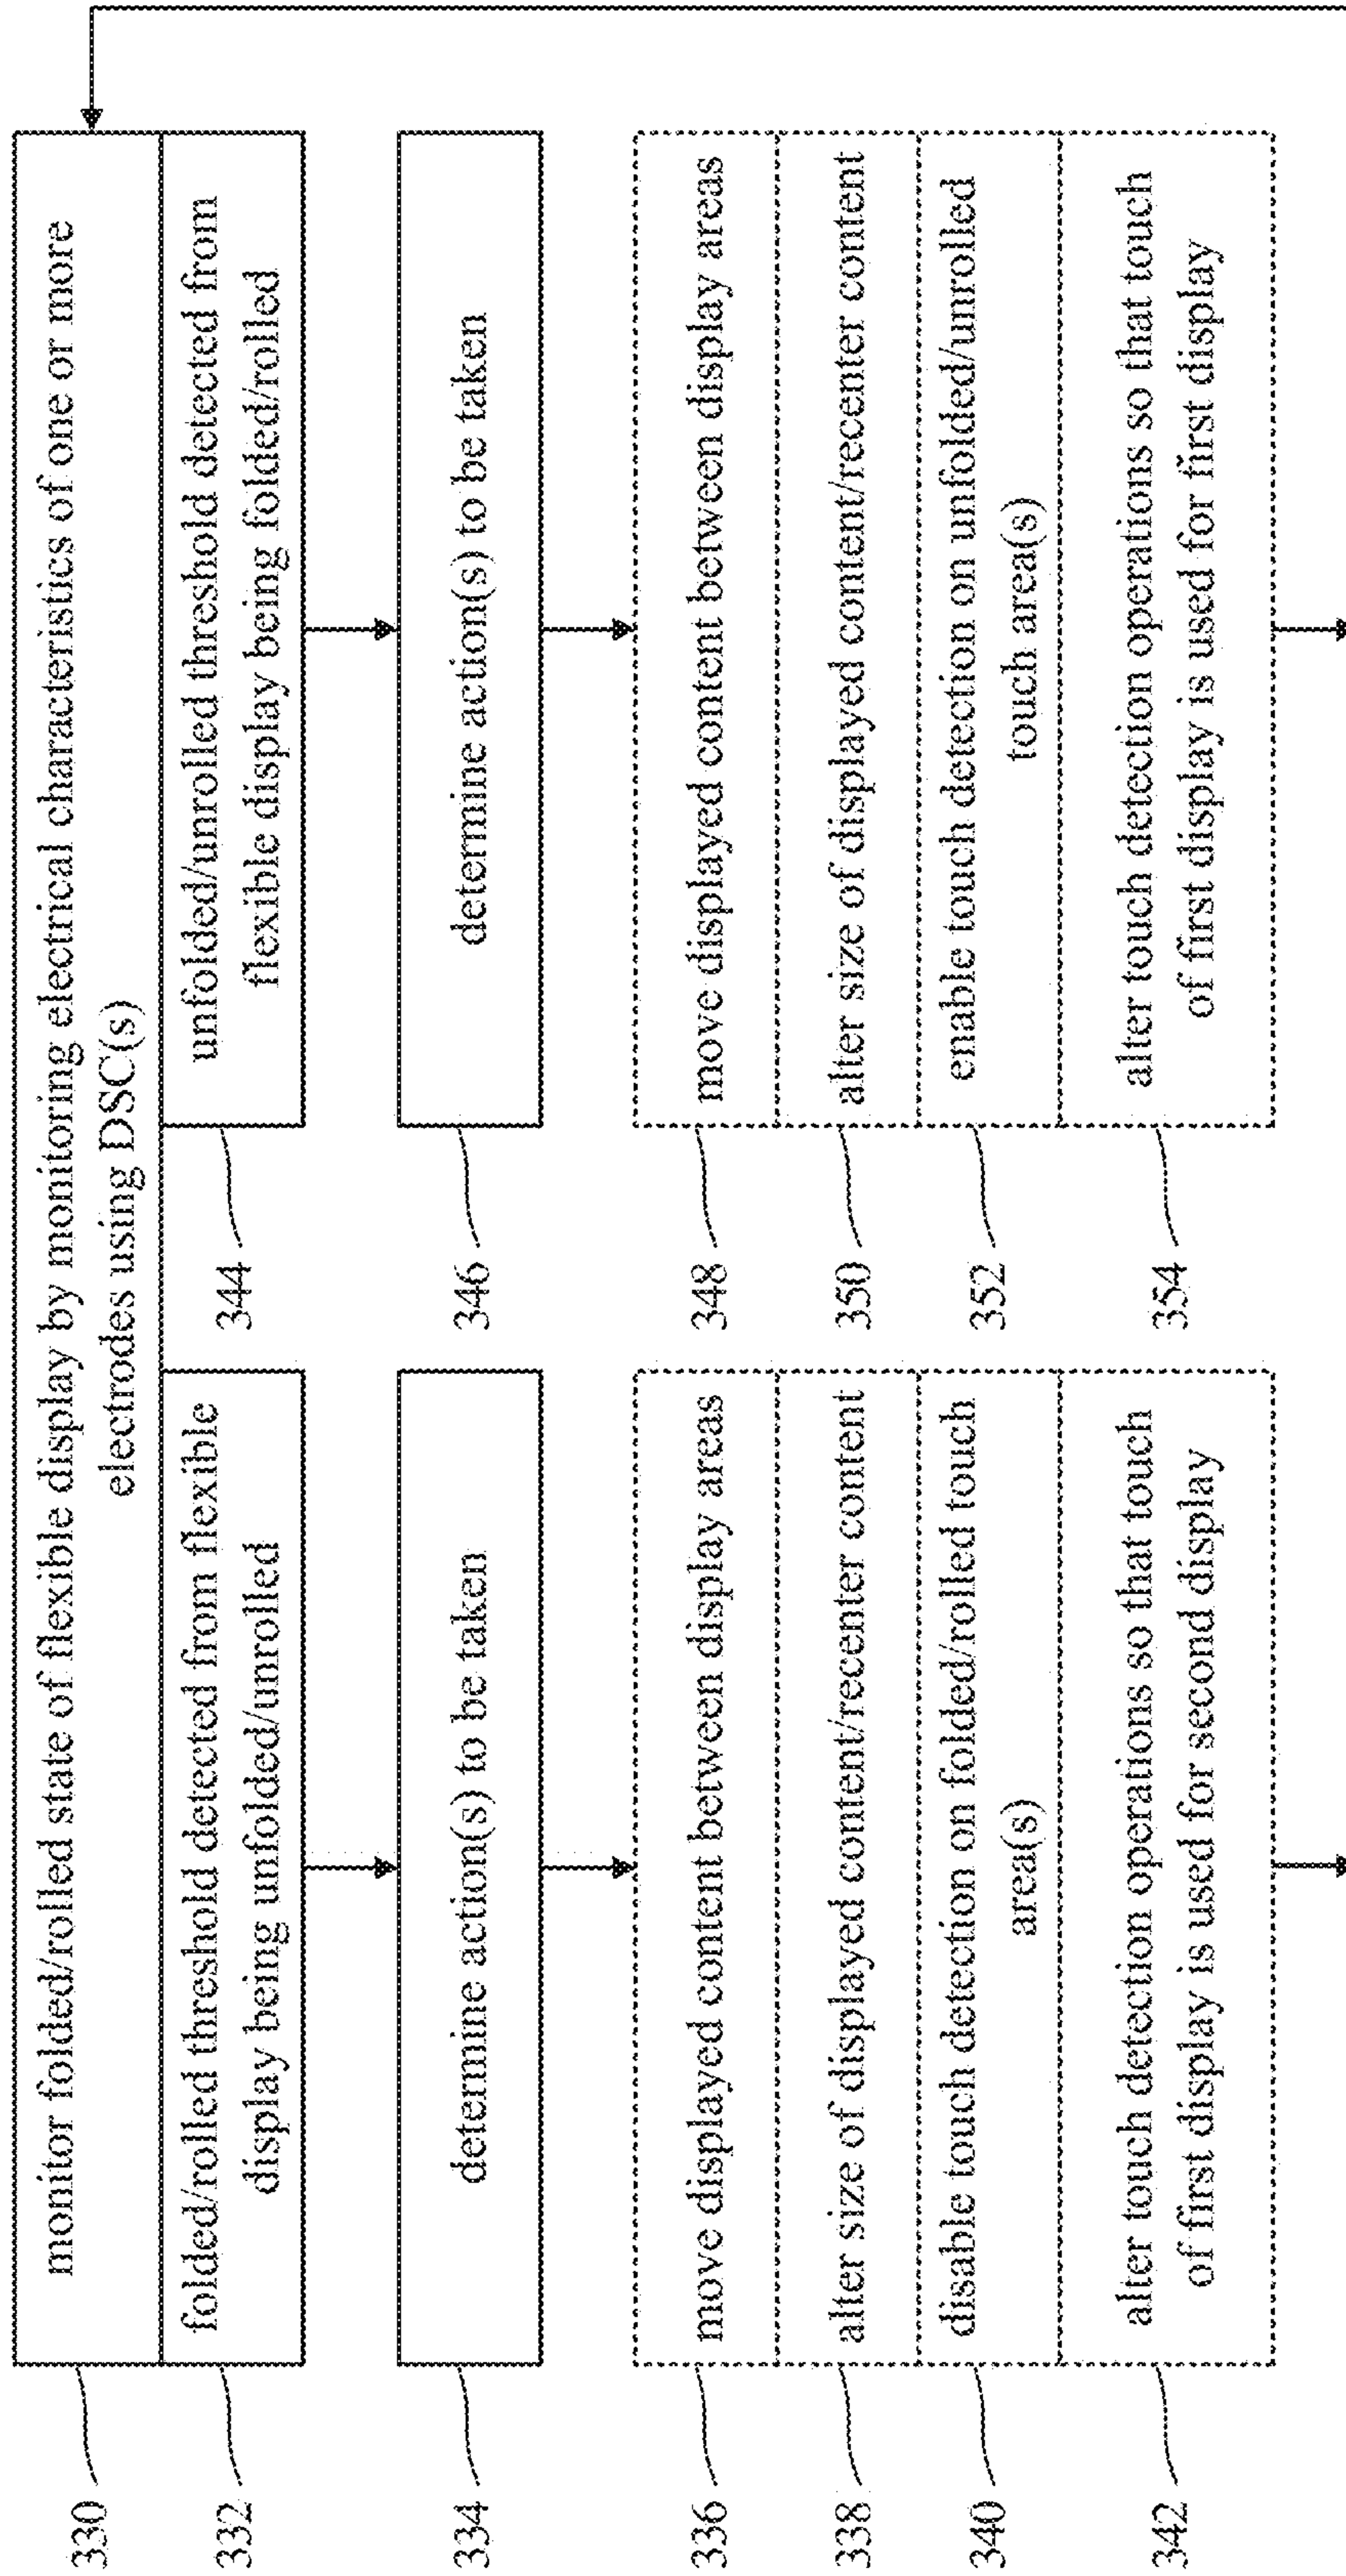 330
monitor folded/rolled state of flexible display by monitoring electrical characteristics of one or more
electrodes using DSC(s)
332
folded/rolled threshold detected from flexible
display being unfolded/unrolled
334
determine action(s) to be taken
336
move displayed content between display areas
338
alter size of displayed content/recenter content
340
disable touch detection on folded/rolled touch
area(s)
342
alter touch detection operations so that touch
of first display is used for second display
344
unfolded/unrolled threshold detected from
flexible display being folded/rolled
346
determine action(s) to be taken
348
move displayed content between display areas
350
alter size of displayed content/recenter content
352
enable touch detection on unfolded/unrolled
touch area(s)
354
alter touch detection operations so that touch
of first display is used for first display